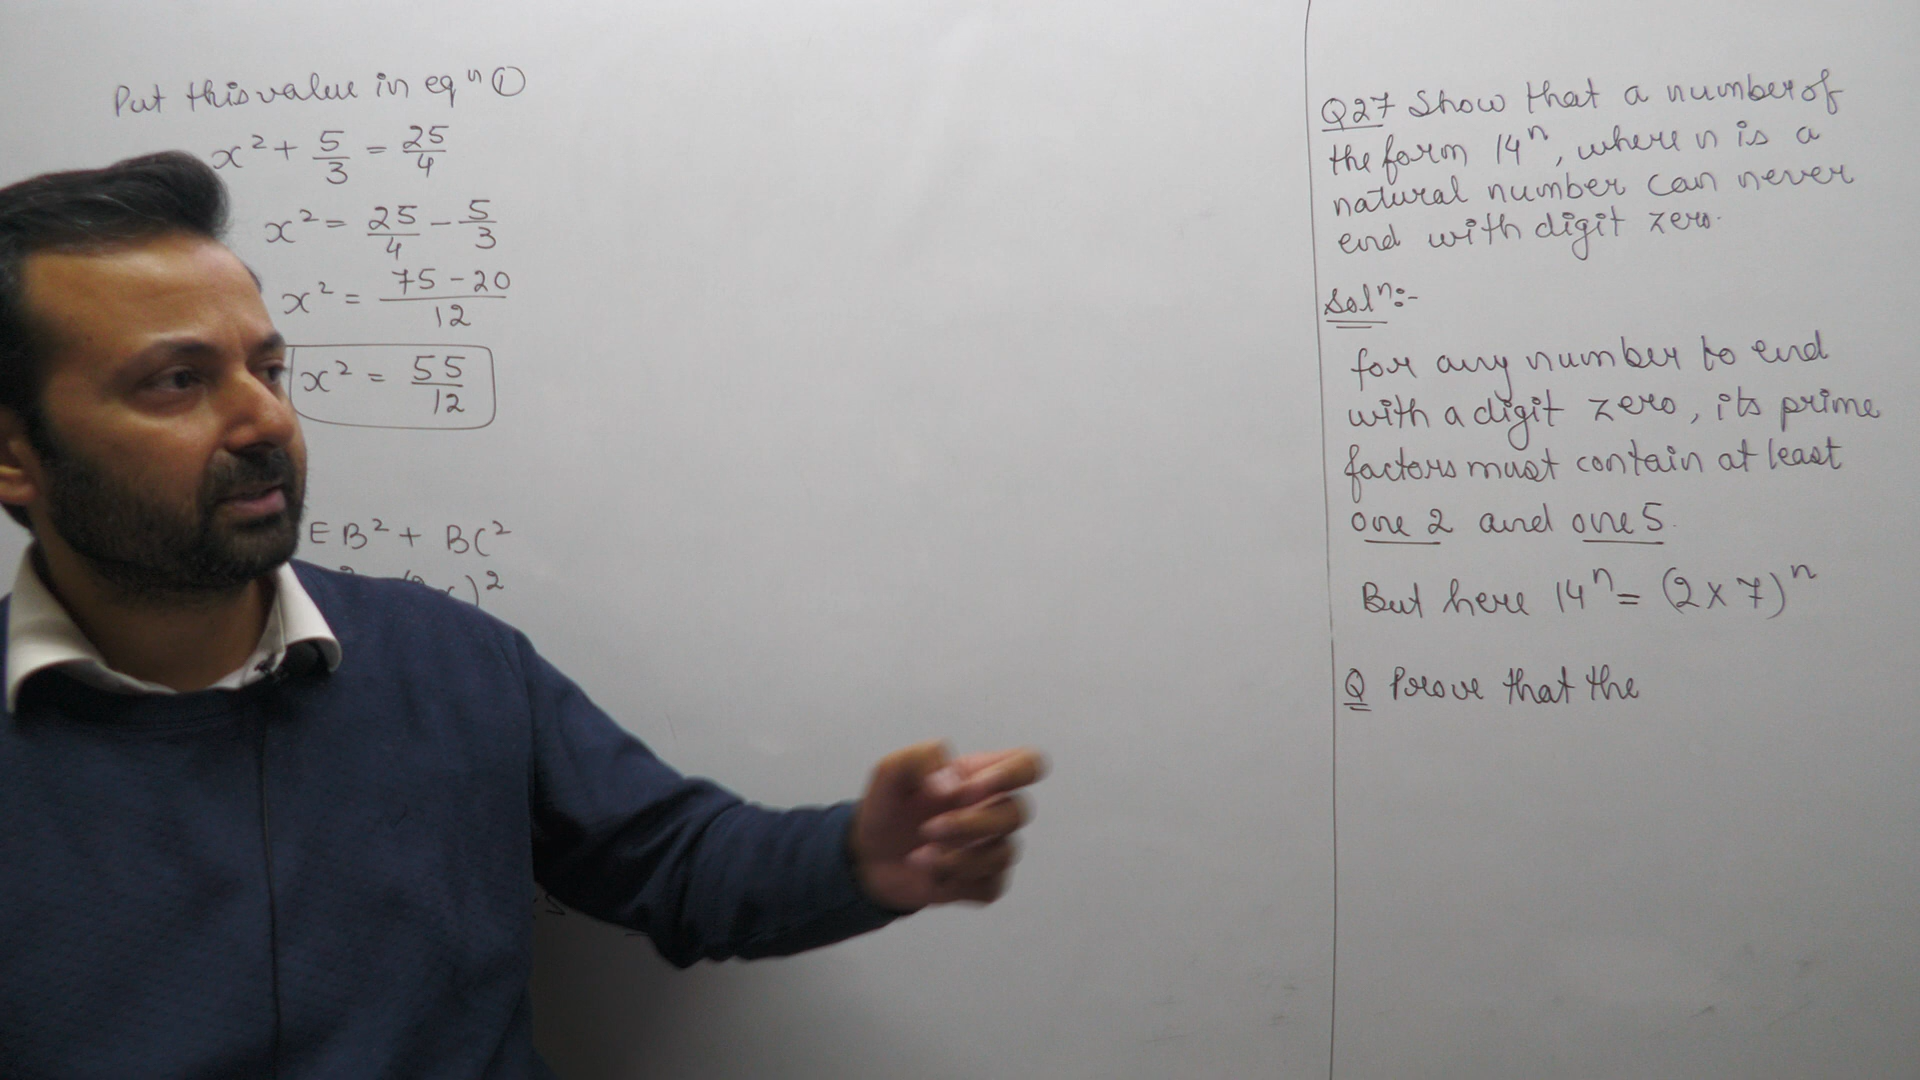 Put this value in eqⁿ ①
x² + 5/3 = 25/4
x² = 25/4 - 5/3
x² = 75 - 20/12
x² = 55/12
EB² + BC²
)²
Q27 Show that a number of
the form 14ⁿ, where n is a
natural number can never
end with digit zero.
Solⁿ:-
for any number to end
with a digit zero, its prime
factors must contain at least
one 2 and one 5.
But here 14ⁿ = (2 x 7)ⁿ
Q Prove that the